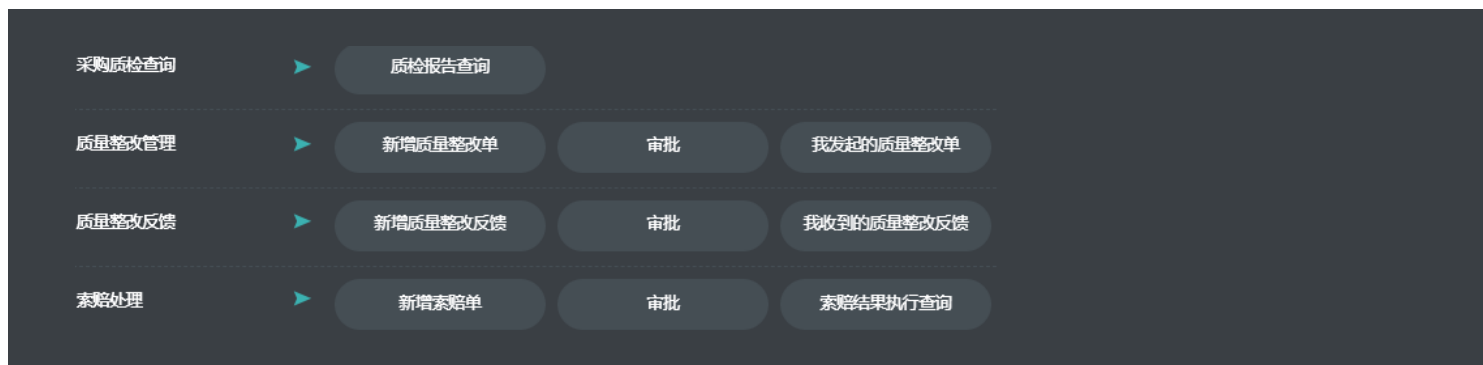 采购质检查询 质检报告查询
质量整改管理 新增质量整改单 审批 我发起的质量整改单
质量整改反馈 新增质量整改反馈 审批 我收到的质量整改反馈
索赔处理 新增索赔单 审批 索赔结果执行查询